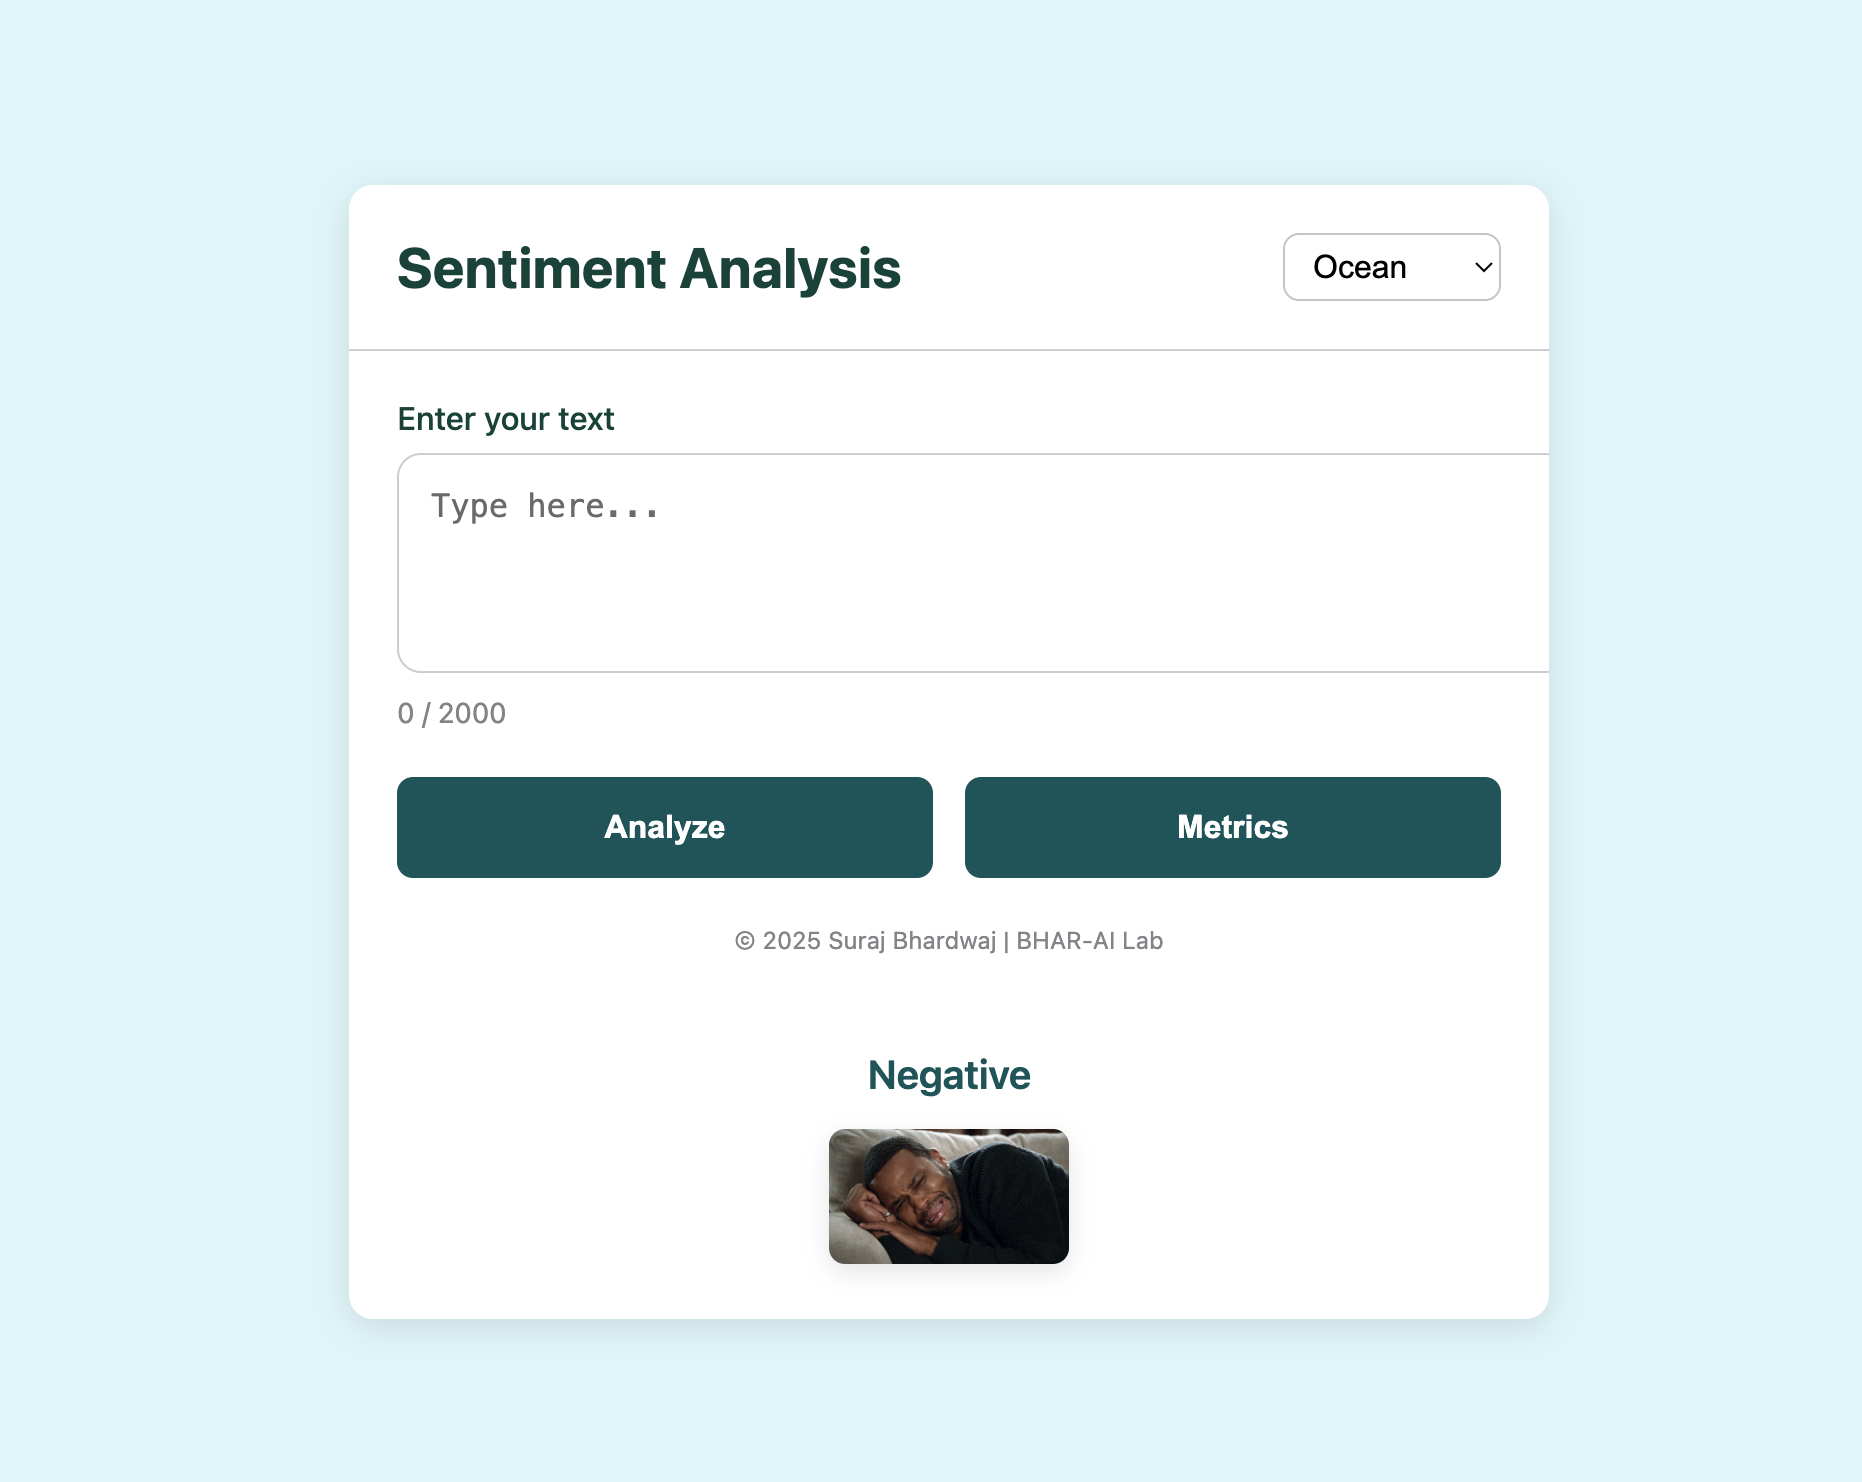 Sentiment Analysis
Ocean
Enter your text
Type here...
0 / 2000
Analyze
Metrics
© 2025 Suraj Bhardwaj | BHAR-AI Lab
Negative